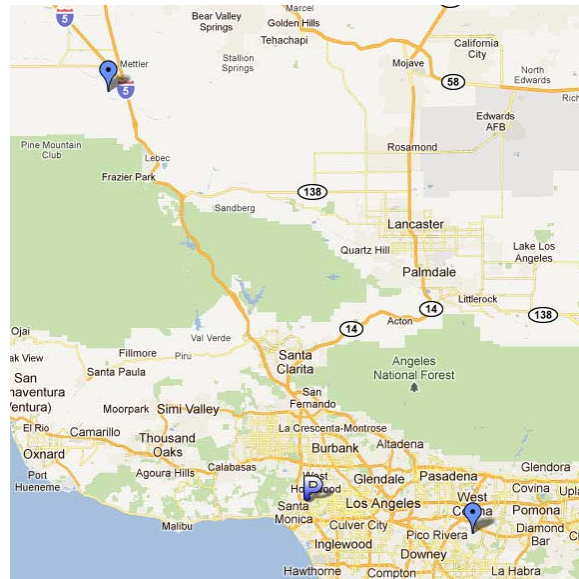 5
Bear Valley
Springs
Marcel
Golden Hills
Tehachapi
Stallion
Springs
Mojave
California
City
58
North
Edwards
Edwards
AFB
Mettler
5
Pine Mountain
Club
Lebec
Frazier Park
Rosamond
138
Sandberg
Lancaster
Quartz Hill
Palmdale
Lake Los
Angeles
Littlerock
14
138
Acton
14
Ojai
Val Verde
Fillmore
Piru
Santa Paula
Santa
Clarita
Angeles
National Forest
San
Fernando
Moorpark
Simi Valley
La Crescenta-Montrose
El Rio
Camarillo
Thousand
Oaks
Burbank
Altadena
Oxnard
Port
Hueneme
Agoura Hills
Calabasas
Glendale
Pasadena
Glendora
Covina
West
P
Santa
Monica
Los Angeles
West
Pomona
Malibu
Culver City
Pico Rivera
Diamond
Bar
Inglewood
Downey
Hawthorne
Compton
La Habra